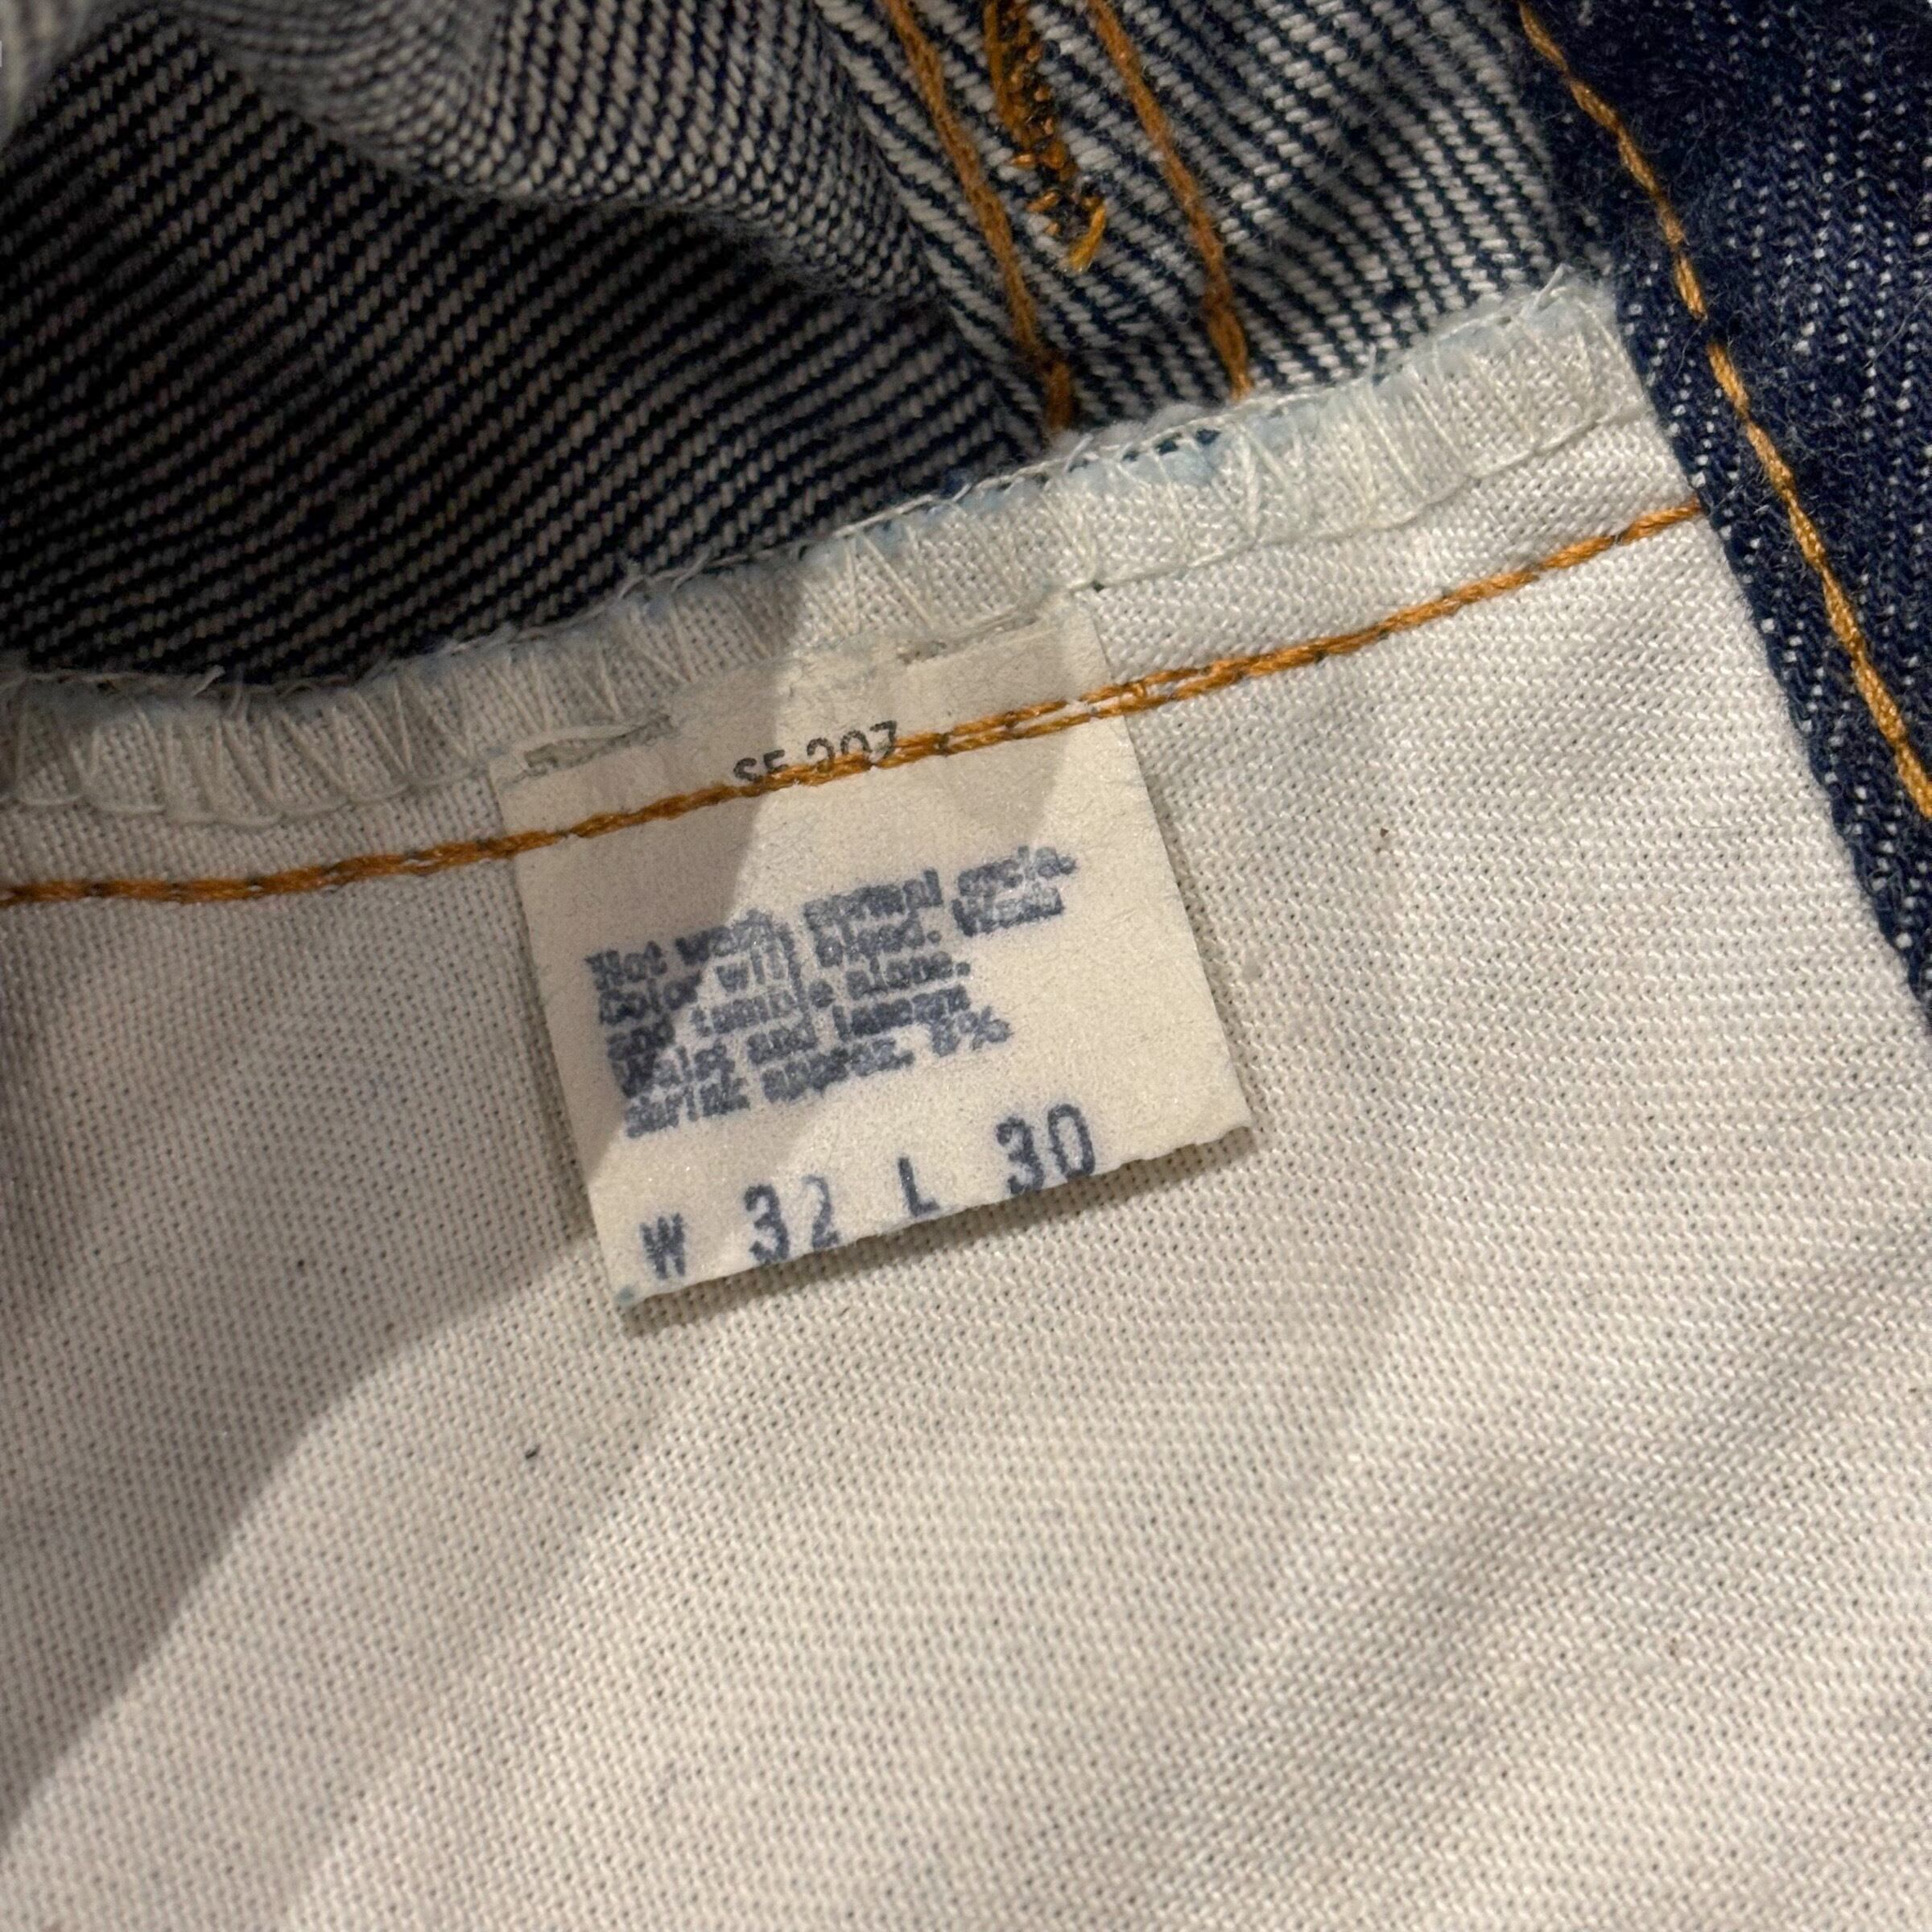 SF 207
Hot wash, normal cycle.
Color will bleed. Wash
and tumble alone.
Waist and Inseam
shrink approx. 8%
W 32 L 30